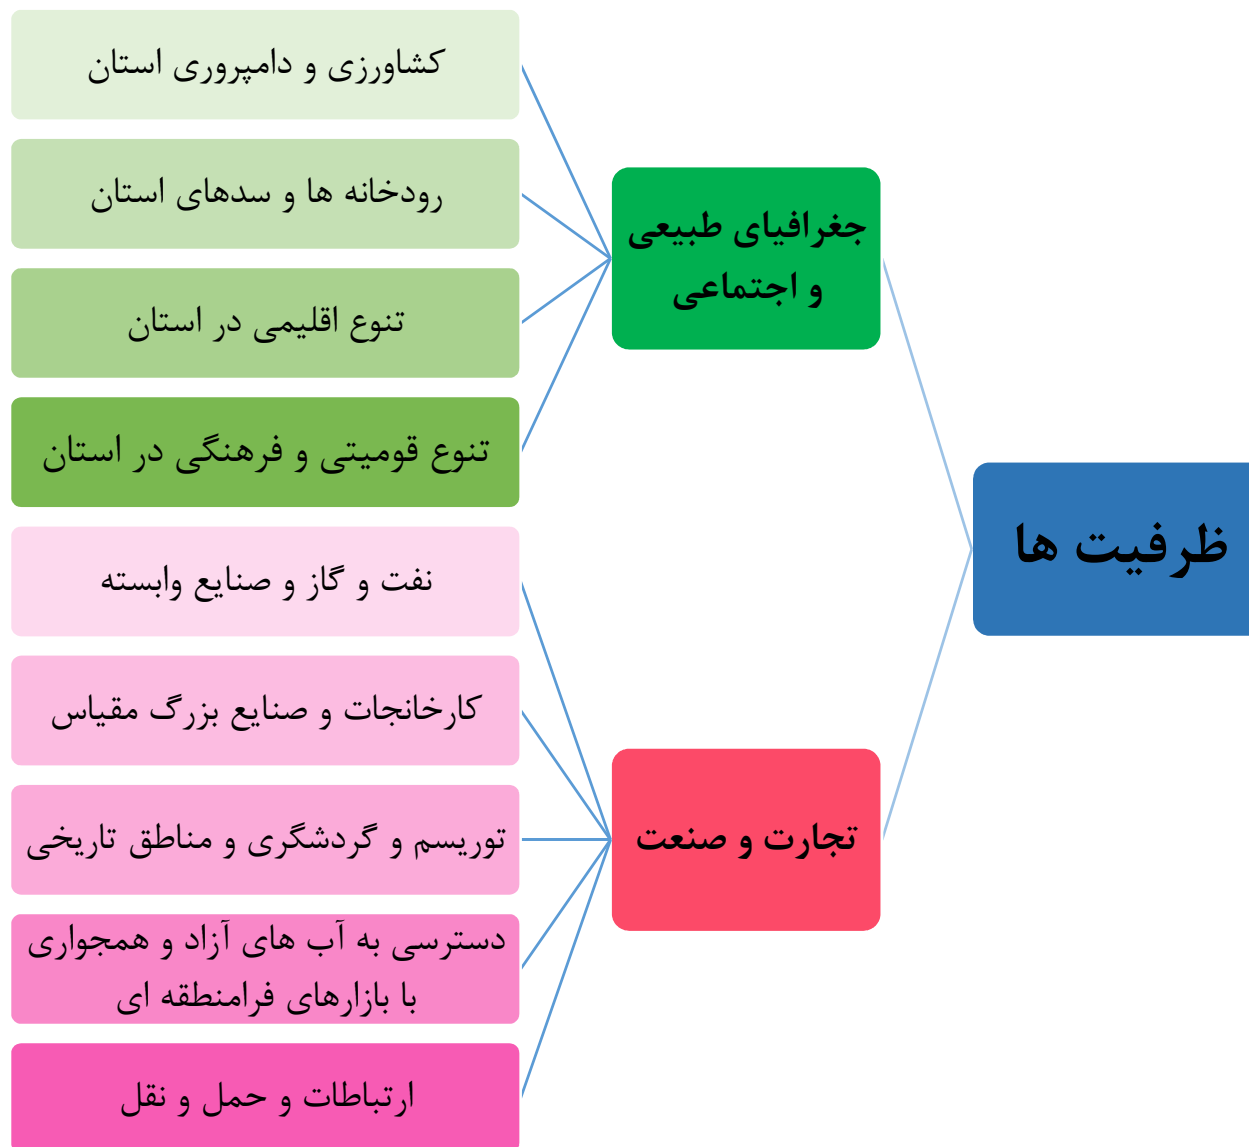 ظرفیت ها
جغرافیای طبیعی
و اجتماعی
کشاورزی و دامپروری استان
رودخانه ها و سدهای استان
تنوع اقلیمی در استان
تنوع قومیتی و فرهنگی در استان
تجارت و صنعت
نفت و گاز و صنایع وابسته
کارخانجات و صنایع بزرگ مقیاس
توریسم و گردشگری و مناطق تاریخی
دسترسی به آب های آزاد و همجواری
با بازارهای فرامنطقه ای
ارتباطات و حمل و نقل